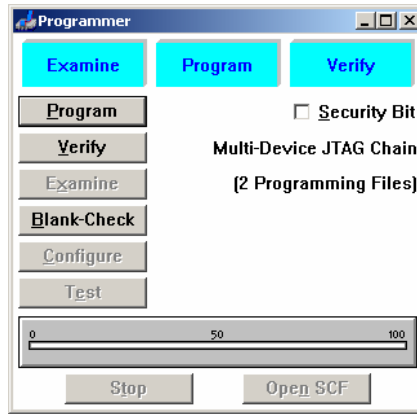 Programmer
Examine Program Verify
Program
Security Bit
Verify
Multi-Device JTAG Chain
Examine
(2 Programming Files)
Blank-Check
Configure
Test
0 50 100
Stop Open SCF